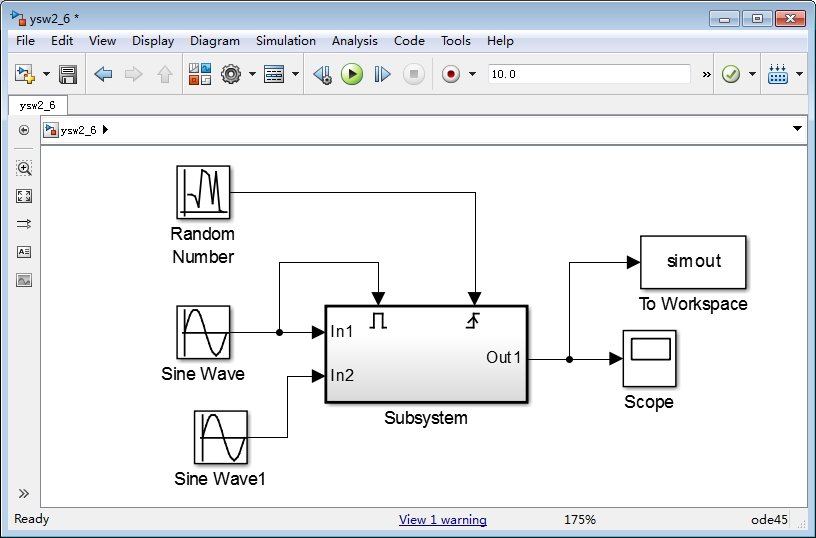 ysw2_6 *
File Edit View Display Diagram Simulation Analysis Code Tools Help
10.0
»
ysw2_6
ysw2_6
Random
Number
simout
To Workspace
In1
Sine Wave
Out1
In2
Scope
Subsystem
Sine Wave1
»
Ready View 1 warning 175% ode45